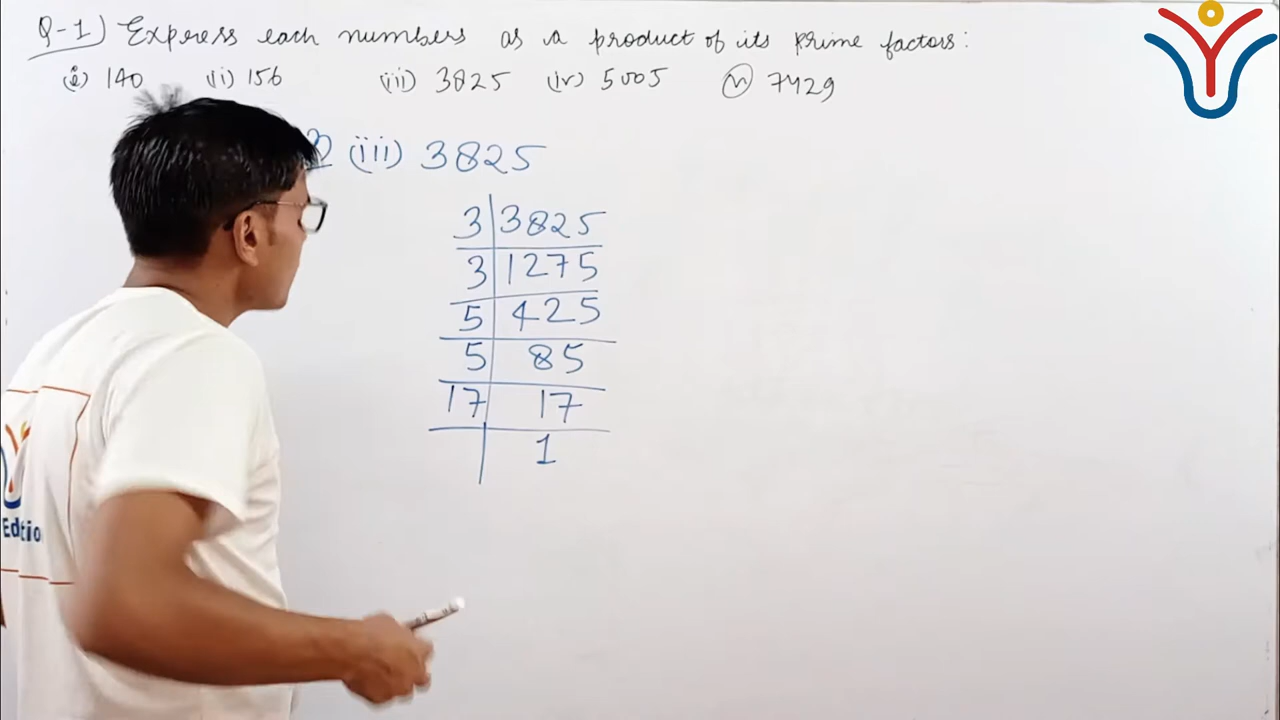 Q-1) Express each numbers as a product of its prime factors:
(i) 140 (ii) 156 (iii) 3825 (iv) 5005 (v) 7429
(iii) 3825
3 3825
3 1275
5 425
5 85
17 17
1